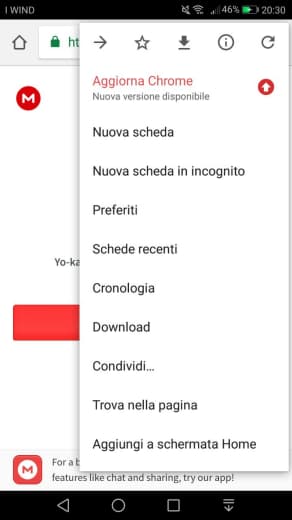 I WIND 46% 20:30
ht
Aggiorna Chrome
Nuova versione disponibile
M
Nuova scheda
Nuova scheda in incognito
Preferiti
Schede recenti
Yo-ka
Cronologia
Download
Condividi...
Trova nella pagina
Aggiungi a schermata Home
For a b
M
features like chat and sharing, try our app!